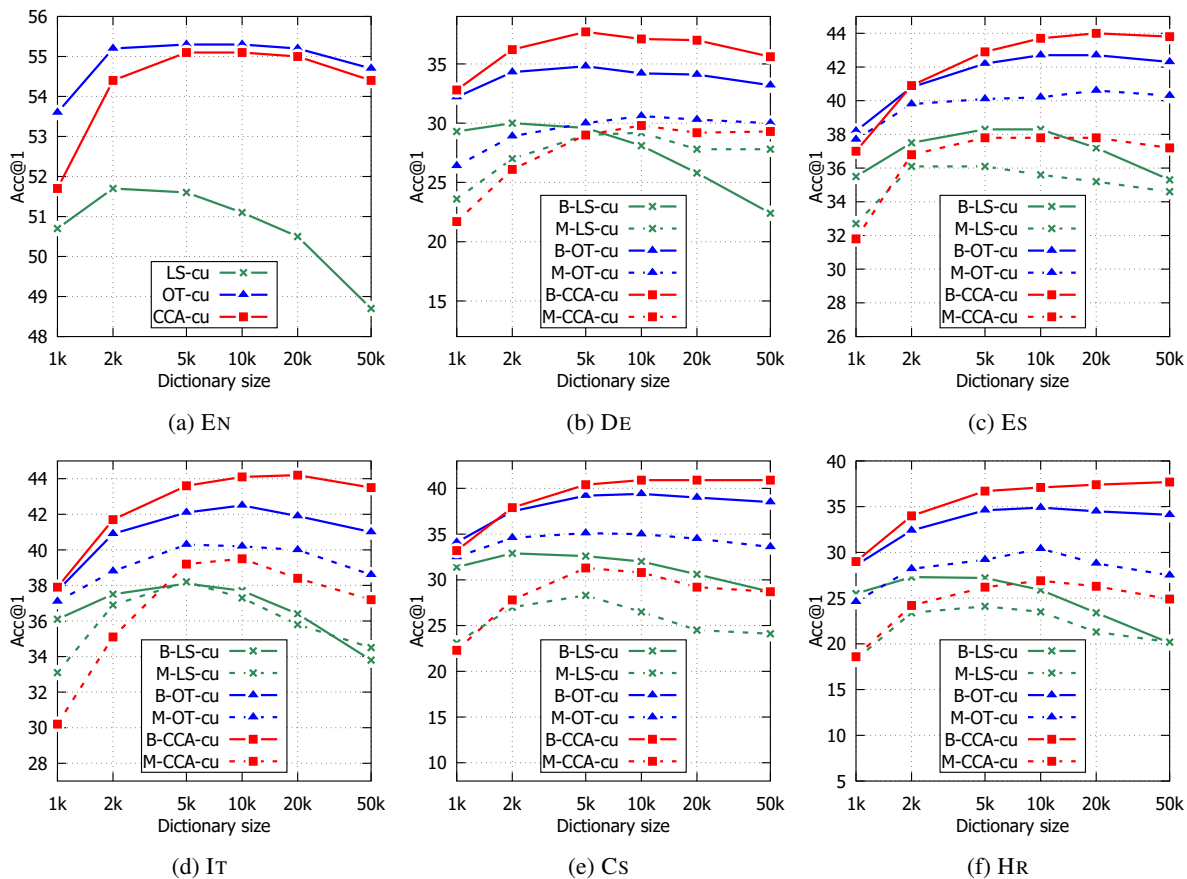 56
55
54
53
52
51
50
49
48
Acc@1
LS-cu
OT-cu
CCA-cu
1k 2k 5k 10k 20k 50k
Dictionary size
(a) EN
35
30
25
20
15
Acc@1
B-LS-cu
M-LS-cu
B-OT-cu
M-OT-cu
B-CCA-cu
M-CCA-cu
1k 2k 5k 10k 20k 50k
Dictionary size
(b) DE
44
42
40
38
36
34
32
30
28
26
Acc@1
B-LS-cu
M-LS-cu
B-OT-cu
M-OT-cu
B-CCA-cu
M-CCA-cu
1k 2k 5k 10k 20k 50k
Dictionary size
(c) ES
44
42
40
38
36
34
32
30
28
Acc@1
B-LS-cu
M-LS-cu
B-OT-cu
M-OT-cu
B-CCA-cu
M-CCA-cu
1k 2k 5k 10k 20k 50k
Dictionary size
(d) IT
40
35
30
25
20
15
10
Acc@1
B-LS-cu
M-LS-cu
B-OT-cu
M-OT-cu
B-CCA-cu
M-CCA-cu
1k 2k 5k 10k 20k 50k
Dictionary size
(e) CS
40
35
30
25
20
15
10
5
Acc@1
B-LS-cu
M-LS-cu
B-OT-cu
M-OT-cu
B-CCA-cu
M-CCA-cu
1k 2k 5k 10k 20k 50k
Dictionary size
(f) HR